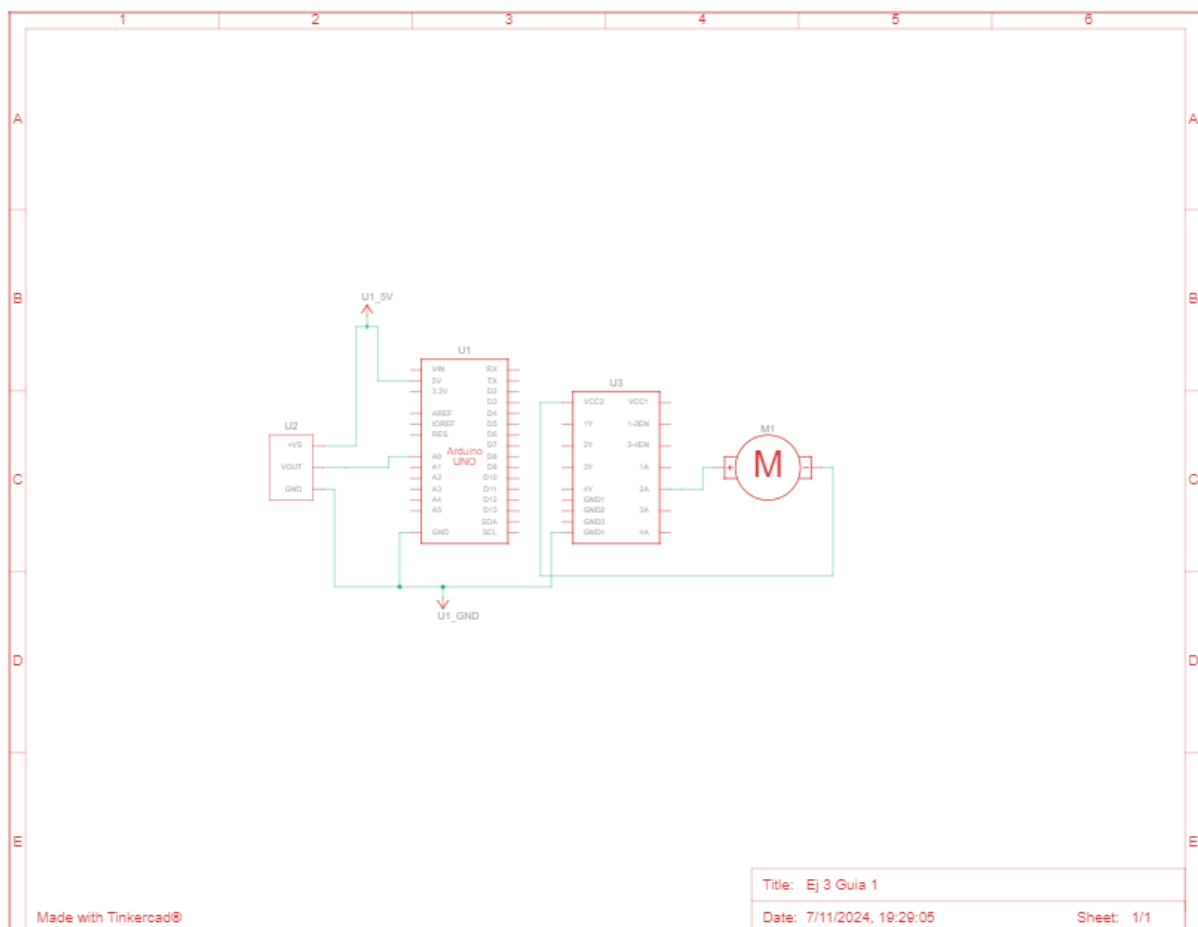 1 2 3 4 5 6
A A
B B
C C
D D
E E
U1_5V
U1
VIN RX
5V TX
3.3V D2
D3
AREF D4
IOREF D5
RES D6
D7
A0 D8
A1 D9
A2 D10
A3 D11
A4 D12
A5 D13
SDA
GND SCL
Arduino
UNO
U2
+VS
VOUT
GND
U3
VCC2 VCC1
1Y 1-2EN
2Y 3-4EN
3Y 1A
4Y 2A
GND1
GND2 3A
GND3
GND4 4A
M1
+ M -
U1_GND
Title: Ej 3 Guia 1
Made with Tinkercad®
Date: 7/11/2024, 19:29:05 Sheet: 1/1